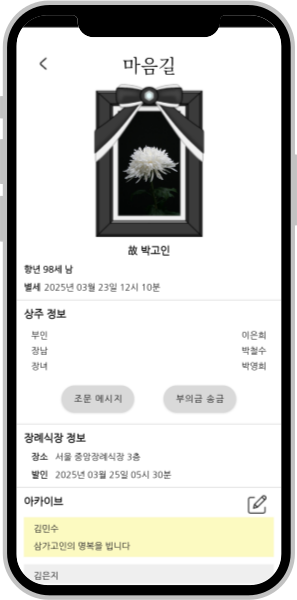 마음길
故 박고인
향년 98세 남
별세 2025년 03월 23일 12시 10분
상주 정보
부인 이은희
장남 박철수
장녀 박영희
조문 메시지 부의금 송금
장례식장 정보
장소 서울 중앙장례식장 3층
발인 2025년 03월 25일 05시 30분
아카이브
김민수
삼가고인의 명복을 빕니다
김은지